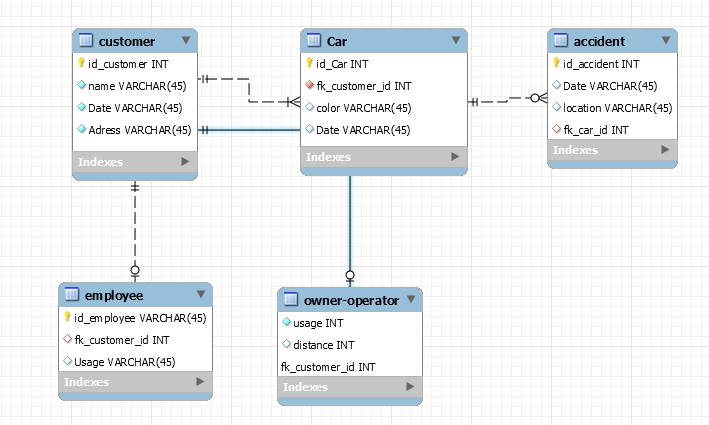 customer
id_customer INT
name VARCHAR(45)
Date VARCHAR(45)
Adress VARCHAR(45)
Indexes
Car
id_Car INT
fk_customer_id INT
color VARCHAR(45)
Date VARCHAR(45)
Indexes
accident
id_accident INT
Date VARCHAR(45)
location VARCHAR(45)
fk_car_id INT
Indexes
employee
id_employee VARCHAR(45)
fk_customer_id INT
Usage VARCHAR(45)
Indexes
owner-operator
usage INT
distance INT
fk_customer_id INT
Indexes